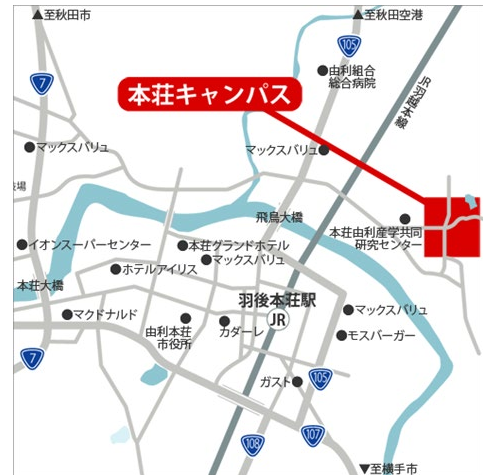 ▲至秋田市
▲至秋田空港
7
105
由利組合
総合病院
JR羽越本線
本荘キャンパス
マックスバリュ
マックスバリュ
役場
飛鳥大橋
本荘由利産学共同
研究センター
イオンスーパーセンター
本荘グランドホテル
マックスバリュ
ホテルアイリス
本荘大橋
羽後本荘駅
JR
マクドナルド
由利本荘
市役所
カダーレ
マックスバリュ
モスバーガー
7
ガスト
105
107
108
▼至横手市